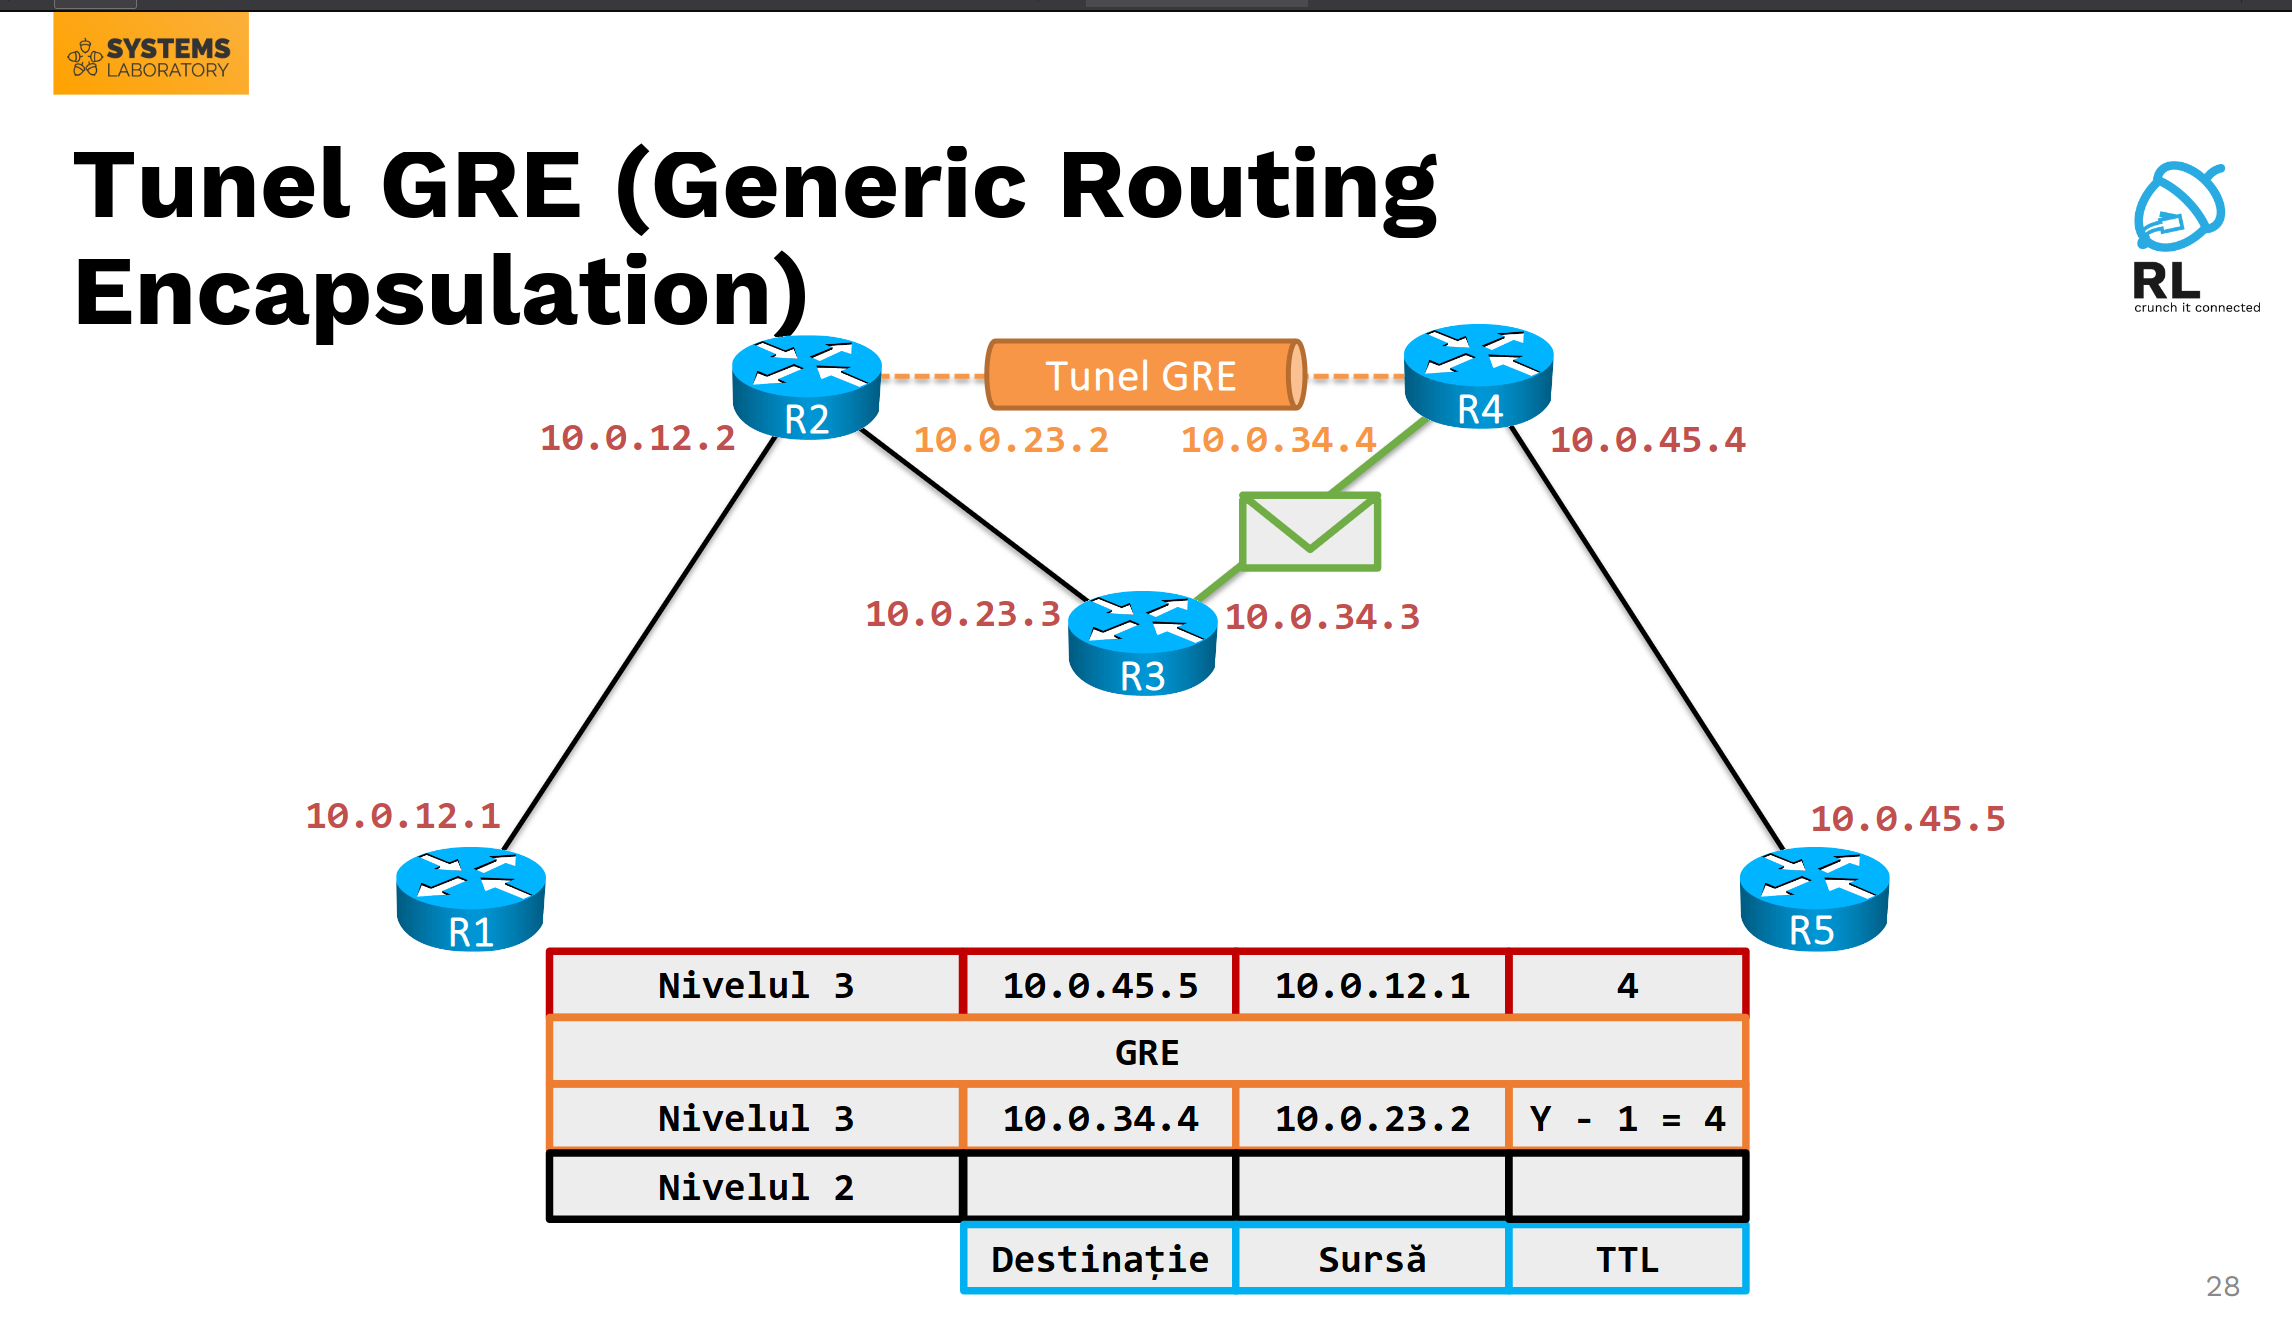 SYSTEMS
LABORATORY
Tunel GRE (Generic Routing
Encapsulation)
RL
crunch it connected
Tunel GRE
R2
R4
10.0.12.2
10.0.23.2
10.0.34.4
10.0.45.4
10.0.23.3
10.0.34.3
R3
10.0.12.1
10.0.45.5
R1
R5
Nivelul 3 10.0.45.5 10.0.12.1 4
GRE
Nivelul 3 10.0.34.4 10.0.23.2 Y - 1 = 4
Nivelul 2
Destinație Sursă TTL
28